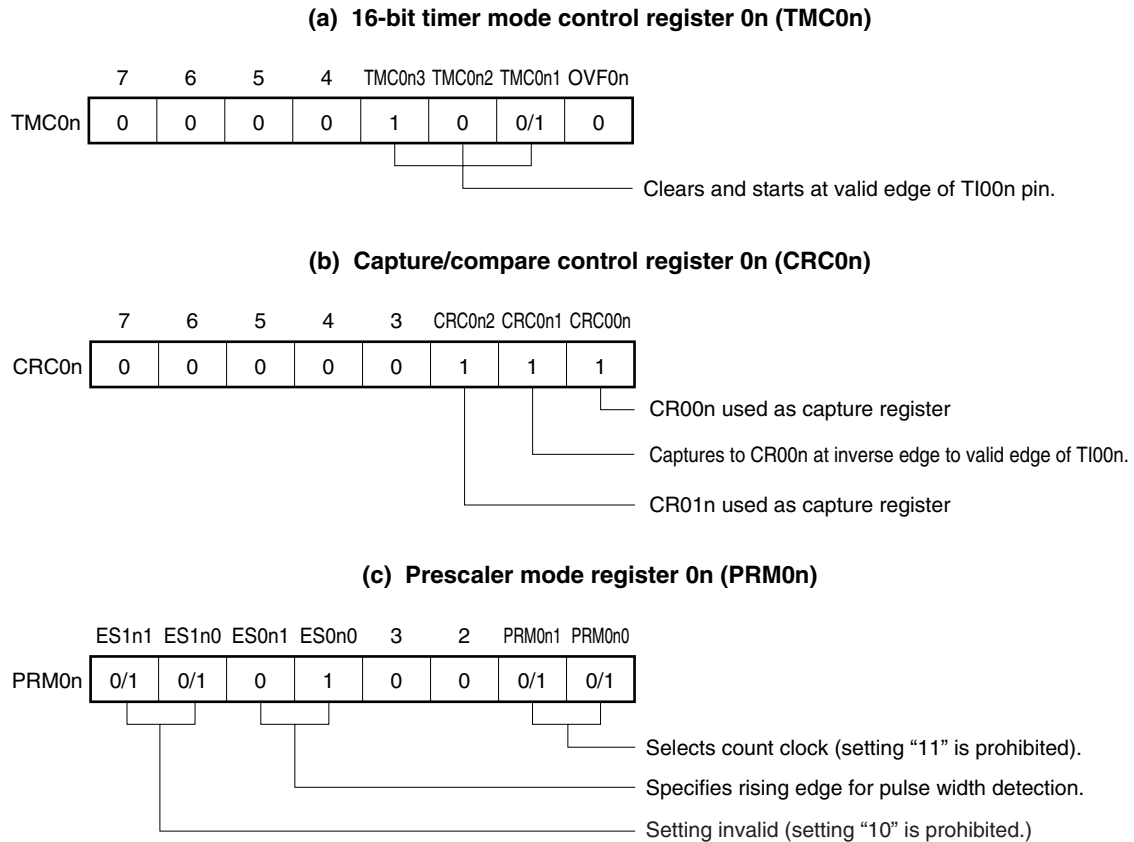 (a) 16-bit timer mode control register 0n (TMC0n)
7 6 5 4 TMC0n3 TMC0n2 TMC0n1 OVF0n
TMC0n 0 0 0 0 1 0 0/1 0
Clears and starts at valid edge of TI00n pin.
(b) Capture/compare control register 0n (CRC0n)
7 6 5 4 3 CRC0n2 CRC0n1 CRC00n
CRC0n 0 0 0 0 0 1 1 1
CR00n used as capture register
Captures to CR00n at inverse edge to valid edge of TI00n.
CR01n used as capture register
(c) Prescaler mode register 0n (PRM0n)
ES1n1 ES1n0 ES0n1 ES0n0 3 2 PRM0n1 PRM0n0
PRM0n 0/1 0/1 0 1 0 0 0/1 0/1
Selects count clock (setting “11” is prohibited).
Specifies rising edge for pulse width detection.
Setting invalid (setting “10” is prohibited.)